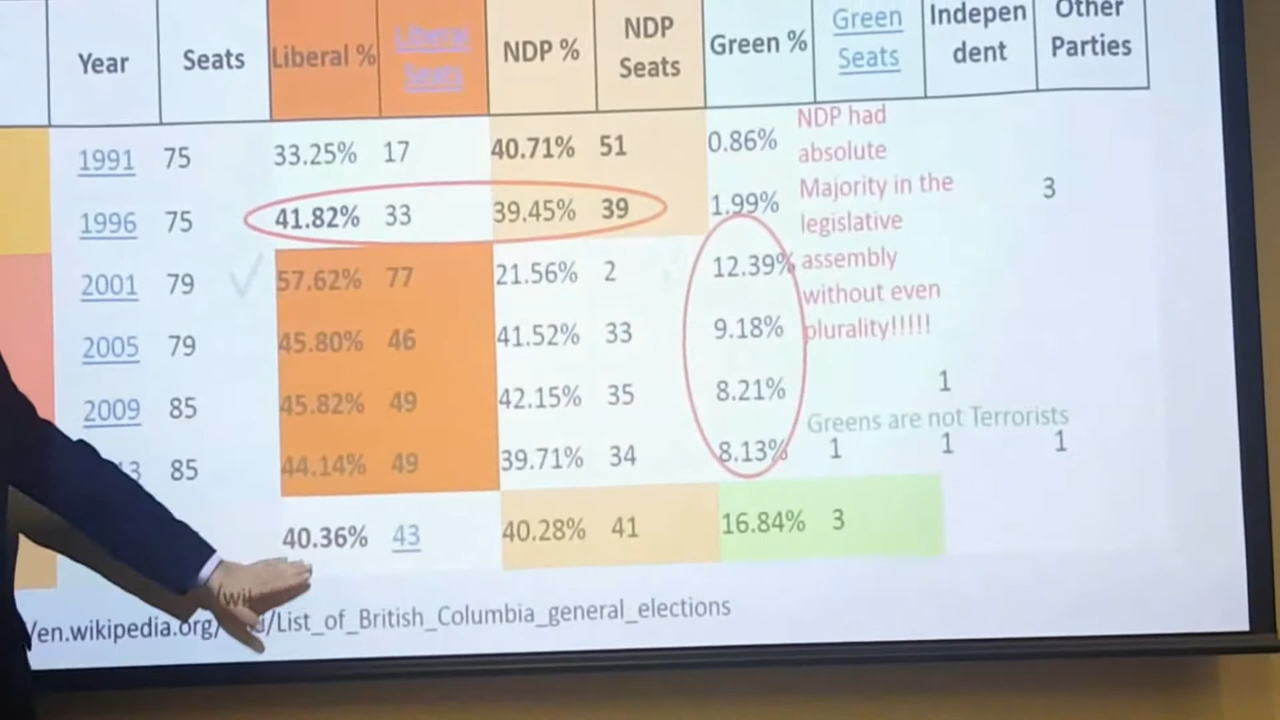 Year Seats Liberal % Liberal Seats NDP % NDP Seats Green % Green Seats Indepen dent Other Parties
1991 75 33.25% 17 40.71% 51 0.86%
1996 75 41.82% 33 39.45% 39 1.99% 3
2001 79 57.62% 77 21.56% 2 12.39%
2005 79 45.80% 46 41.52% 33 9.18%
2009 85 45.82% 49 42.15% 35 8.21% 1
3 85 44.14% 49 39.71% 34 8.13% 1 1 1
40.36% 43 40.28% 41 16.84% 3
NDP had
absolute
Majority in the
legislative
assembly
without even
plurality!!!!!
Greens are not Terrorists
/en.wikipedia.org/wi /List_of_British_Columbia_general_elections